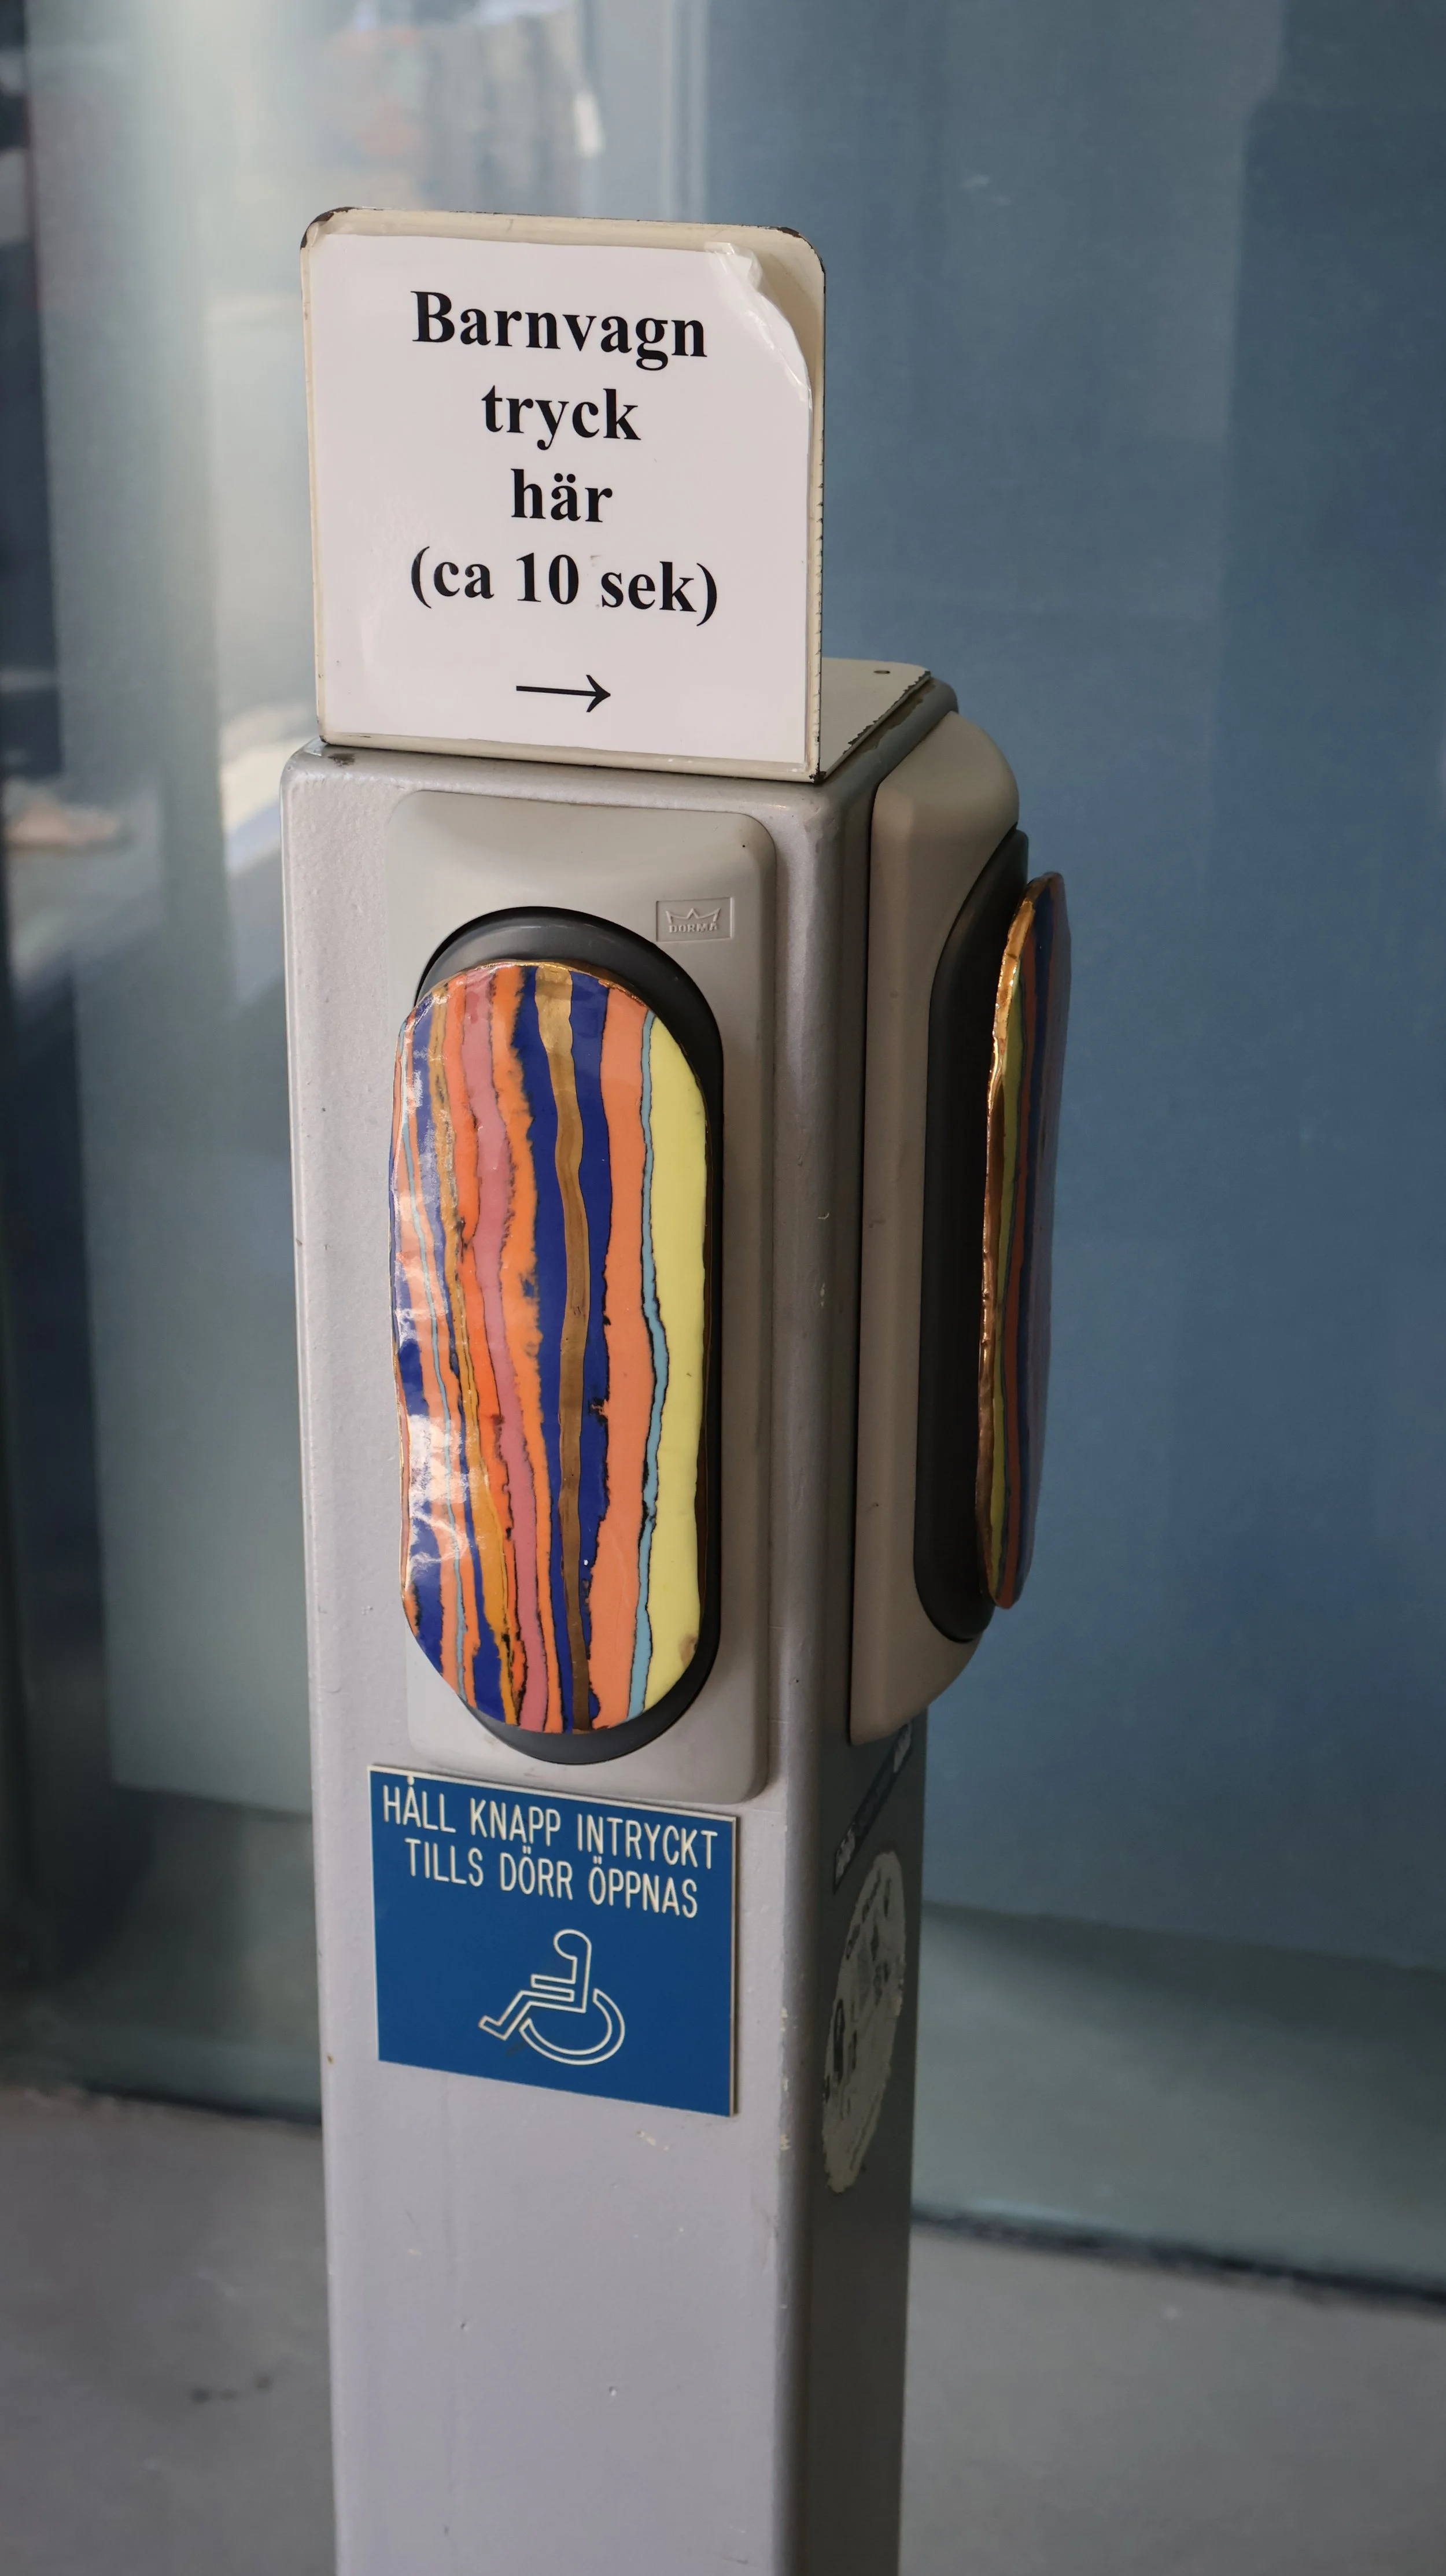 Barnvagn
tryck
här
(ca 10 sek)
→
DORMA
HÅLL KNAPP INTRYCKT
TILLS DÖRR ÖPPNAS